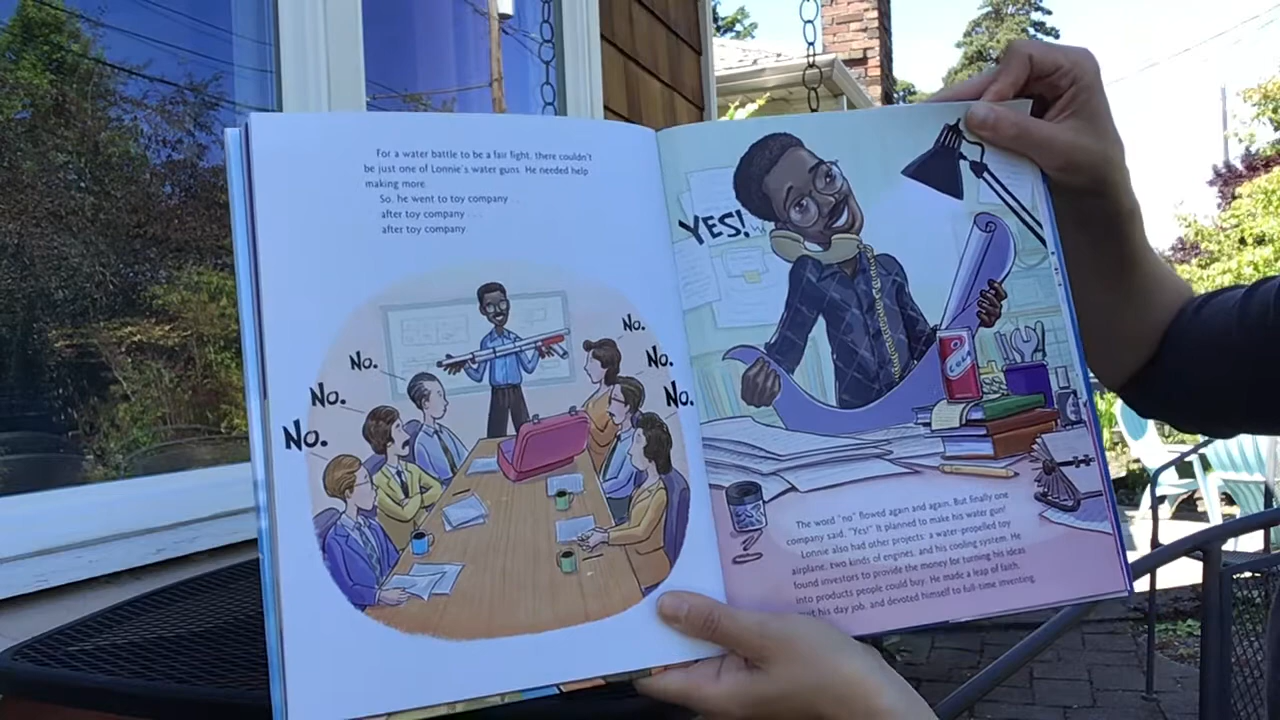 For a water battle to be a fair fight, there couldn't
be just one of Lonnie's water guns. He needed help
making more.
So, he went to toy company . . .
after toy company . . .
after toy company.
No.
No.
No.
No.
No.
No.
YES!
COLA
The word "no" flowed again and again. But finally one
company said, "Yes!" It planned to make his water gun!
Lonnie also had other projects: a water-propelled toy
airplane, two kinds of engines, and his cooling system. He
found investors to provide the money for turning his ideas
into products people could buy. He made a leap of faith,
his day job, and devoted himself to full-time inventing.